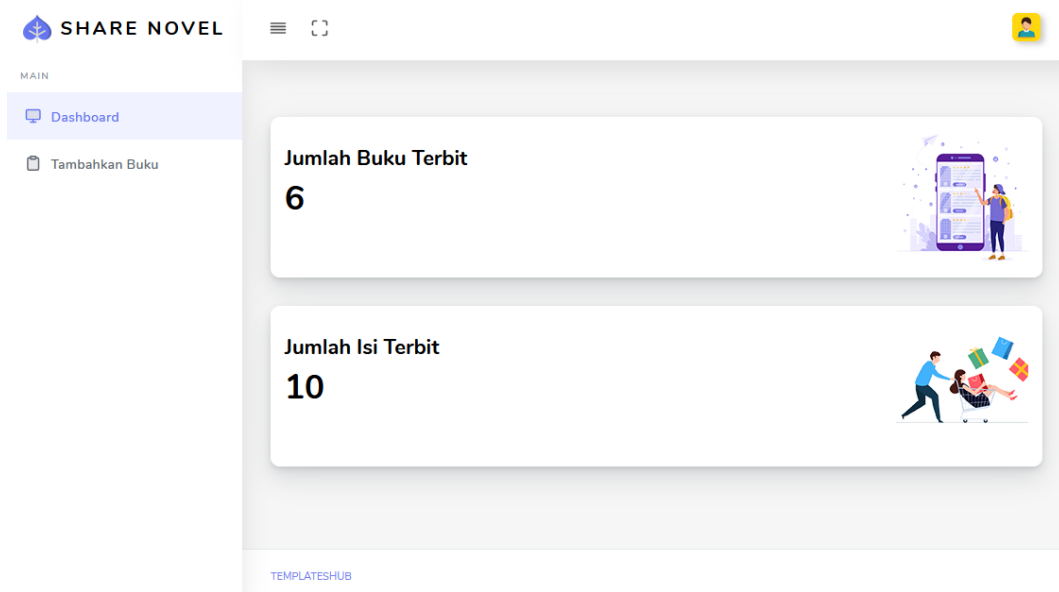 SHARE NOVEL
MAIN
Dashboard
Tambahkan Buku
Jumlah Buku Terbit
6
Jumlah Isi Terbit
10
TEMPLATESHUB